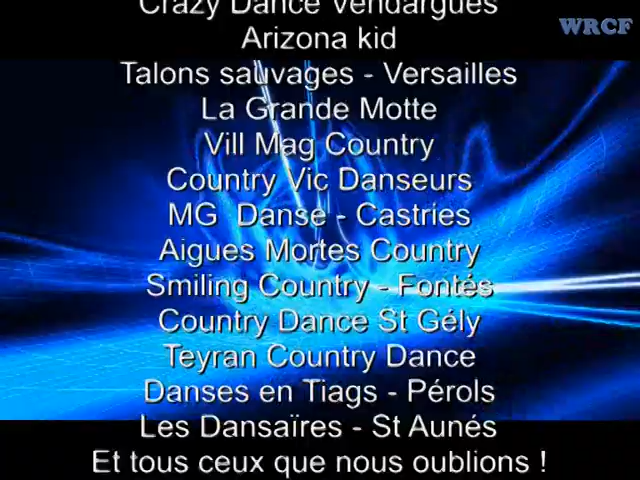 Crazy Dance Vendargues
WRCF
Arizona kid
Talons sauvages - Versailles
La Grande Motte
Vill Mag Country
Country Vic Danseurs
MG Danse - Castries
Aigues Mortes Country
Smiling Country - Fontés
Country Dance St Gély
Teyran Country Dance
Danses en Tiags - Pérols
Les Dansaïres - St Aunés
Et tous ceux que nous oublions !